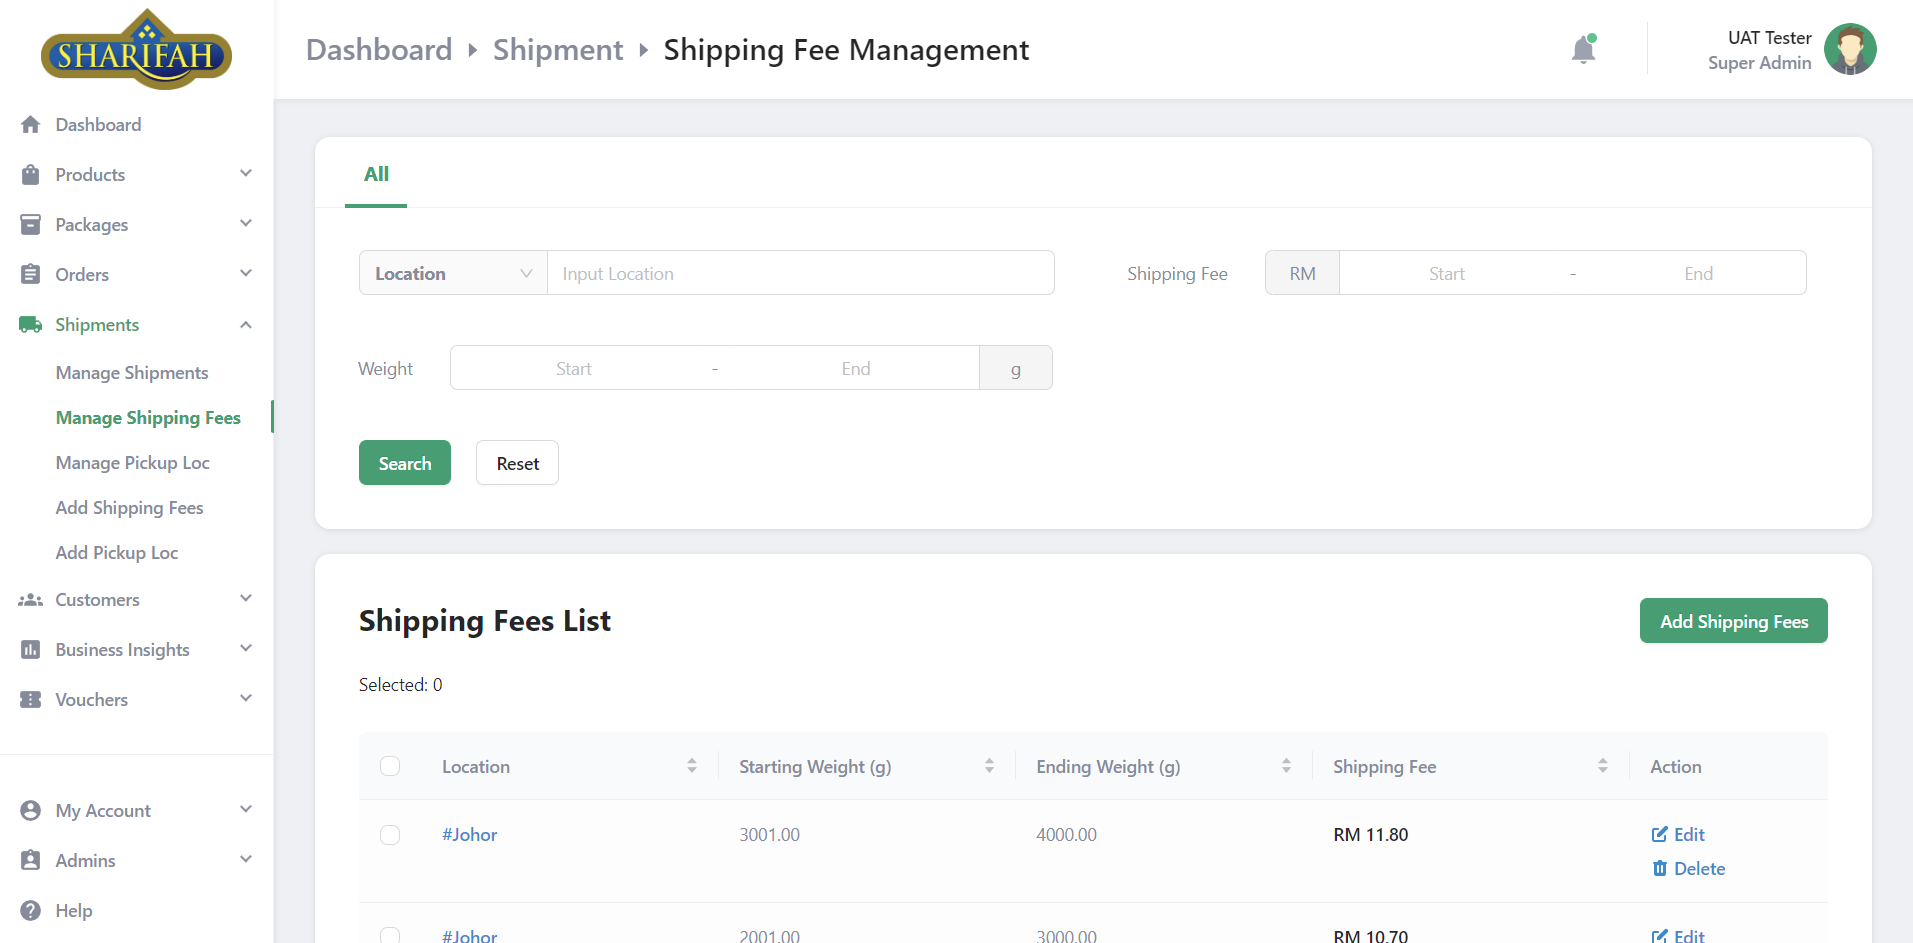 SHARIFAH
Dashboard
Products
Packages
Orders
Shipments
Manage Shipments
Manage Shipping Fees
Manage Pickup Loc
Add Shipping Fees
Add Pickup Loc
Customers
Business Insights
Vouchers
My Account
Admins
Help
Dashboard Shipment Shipping Fee Management
UAT Tester
Super Admin
All
Location Input Location
Shipping Fee RM Start - End
Weight Start - End g
Search Reset
Shipping Fees List
Add Shipping Fees
Selected: 0
Location Starting Weight (g) Ending Weight (g) Shipping Fee Action
#Johor 3001.00 4000.00 RM 11.80 Edit
Delete
#Johor 2001.00 3000.00 RM 10.70 Edit